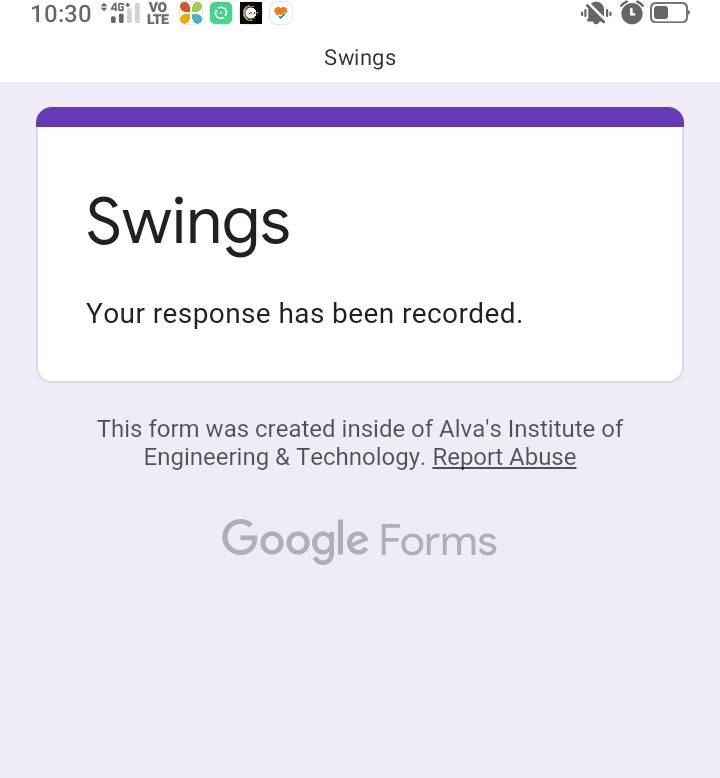 10:30 4G+ VO LTE
Swings
Swings
Your response has been recorded.
This form was created inside of Alva's Institute of
Engineering & Technology. Report Abuse
Google Forms